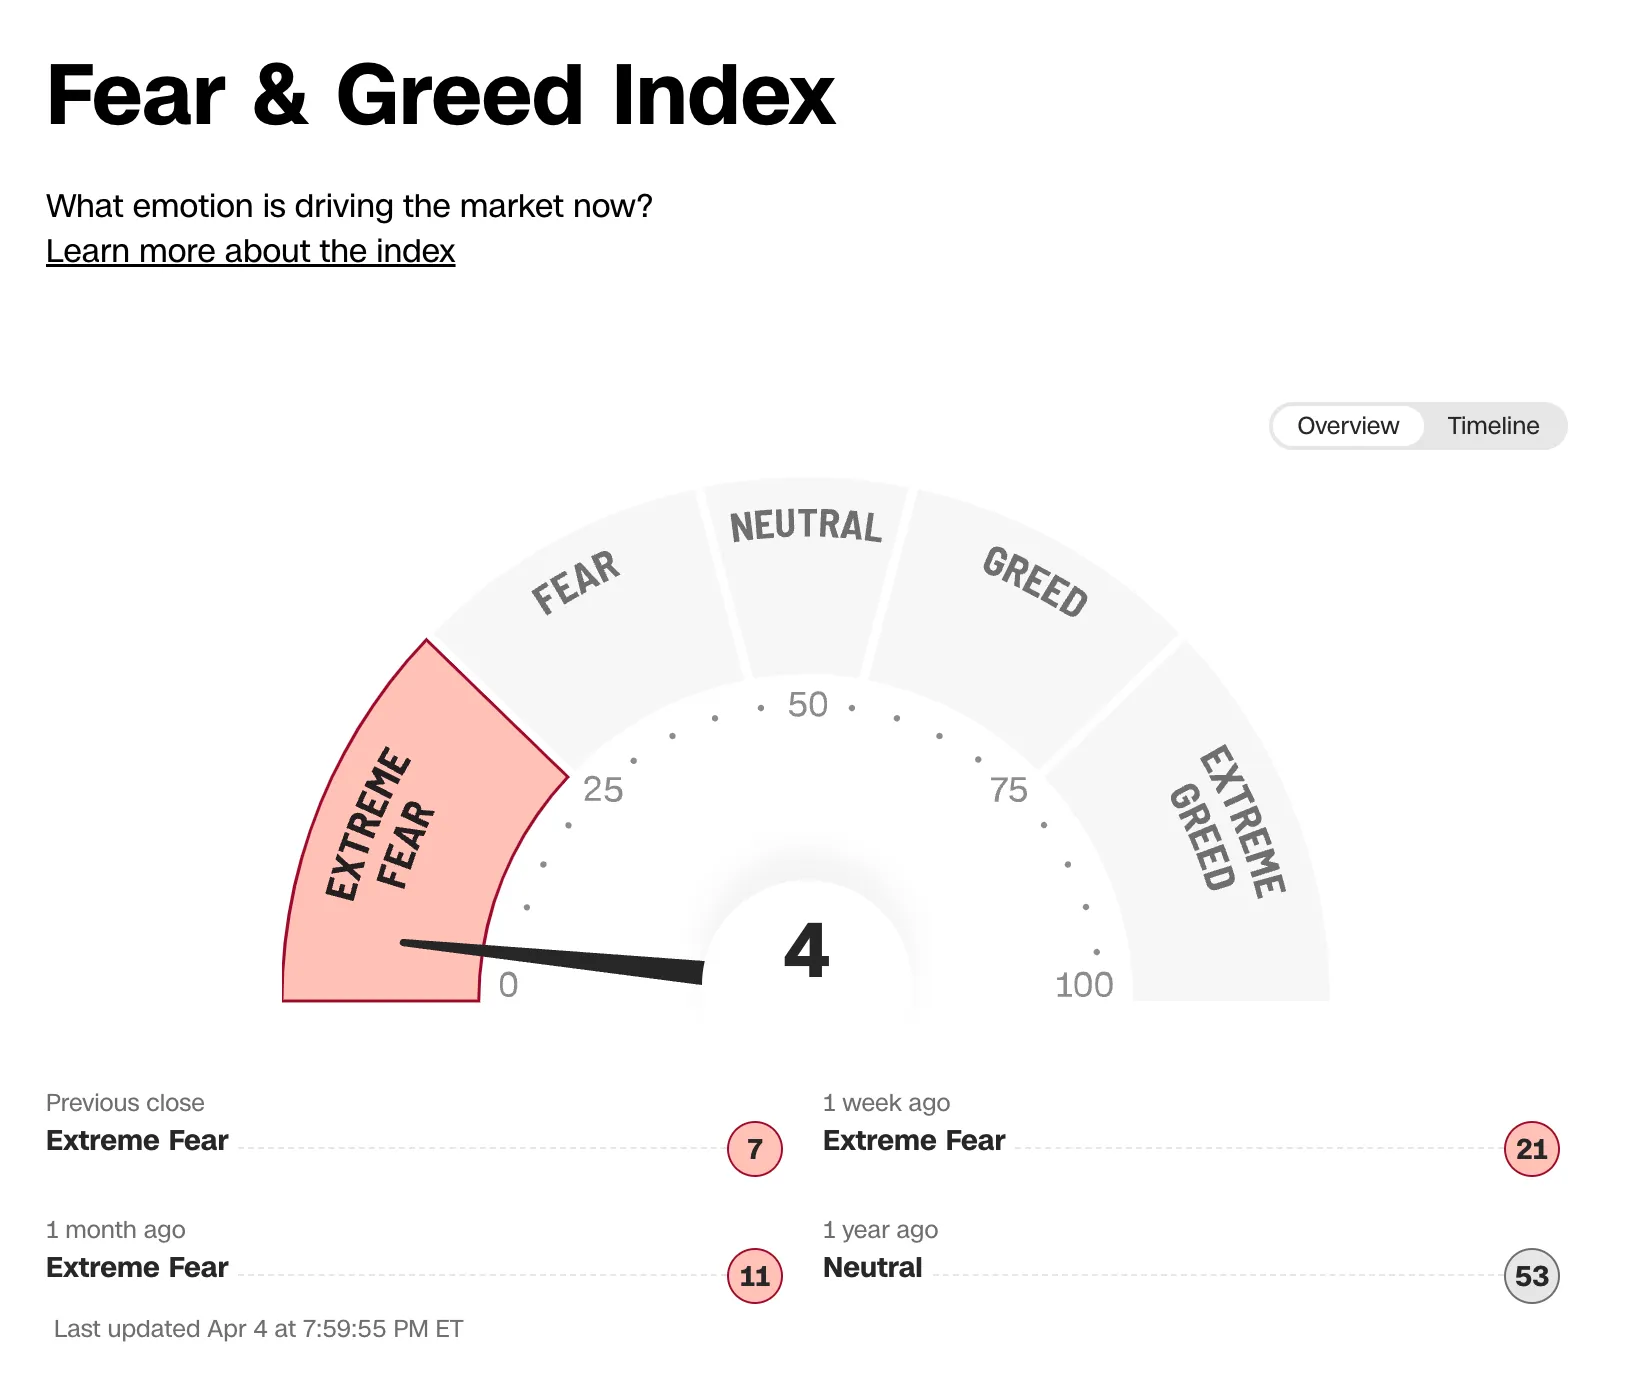 Fear & Greed Index
What emotion is driving the market now?
Learn more about the index
Overview
Timeline
EXTREME
FEAR
FEAR
NEUTRAL
GREED
EXTREME
GREED
0
25
50
75
100
4
Previous close
Extreme Fear
7
1 week ago
Extreme Fear
21
1 month ago
Extreme Fear
11
1 year ago
Neutral
53
Last updated Apr 4 at 7:59:55 PM ET